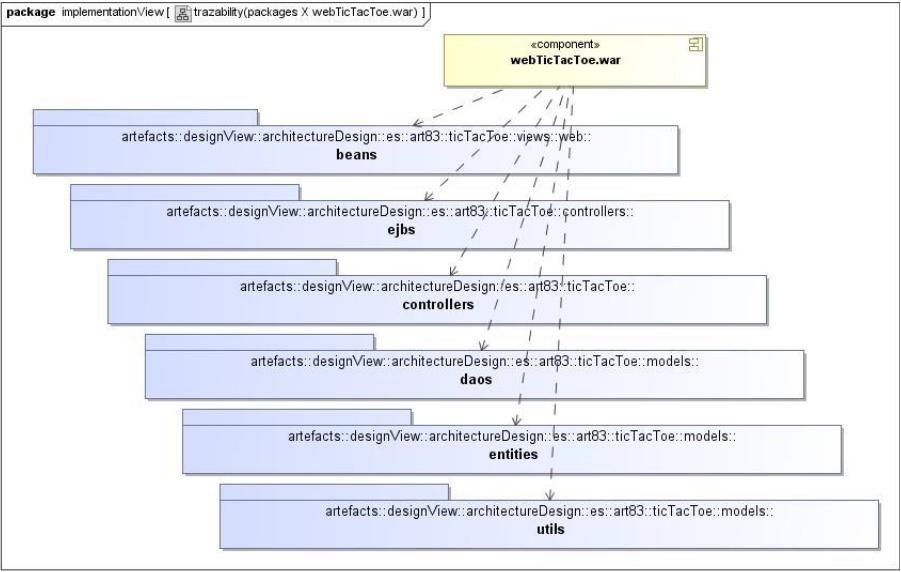 package implementationView [ trazability(packages X webTicTacToe.war) ]
«component»
webTicTacToe.war
artefacts::designView::architectureDesign::es::art83::ticTacToe::views::web::
beans
artefacts::designView::architectureDesign::es::art83::ticTacToe::controllers::
ejbs
artefacts::designView::architectureDesign::es::art83::ticTacToe::
controllers
artefacts::designView::architectureDesign::es::art83::ticTacToe::models::
daos
artefacts::designView::architectureDesign::es::art83::ticTacToe::models::
entities
artefacts::designView::architectureDesign::es::art83::ticTacToe::models::
utils